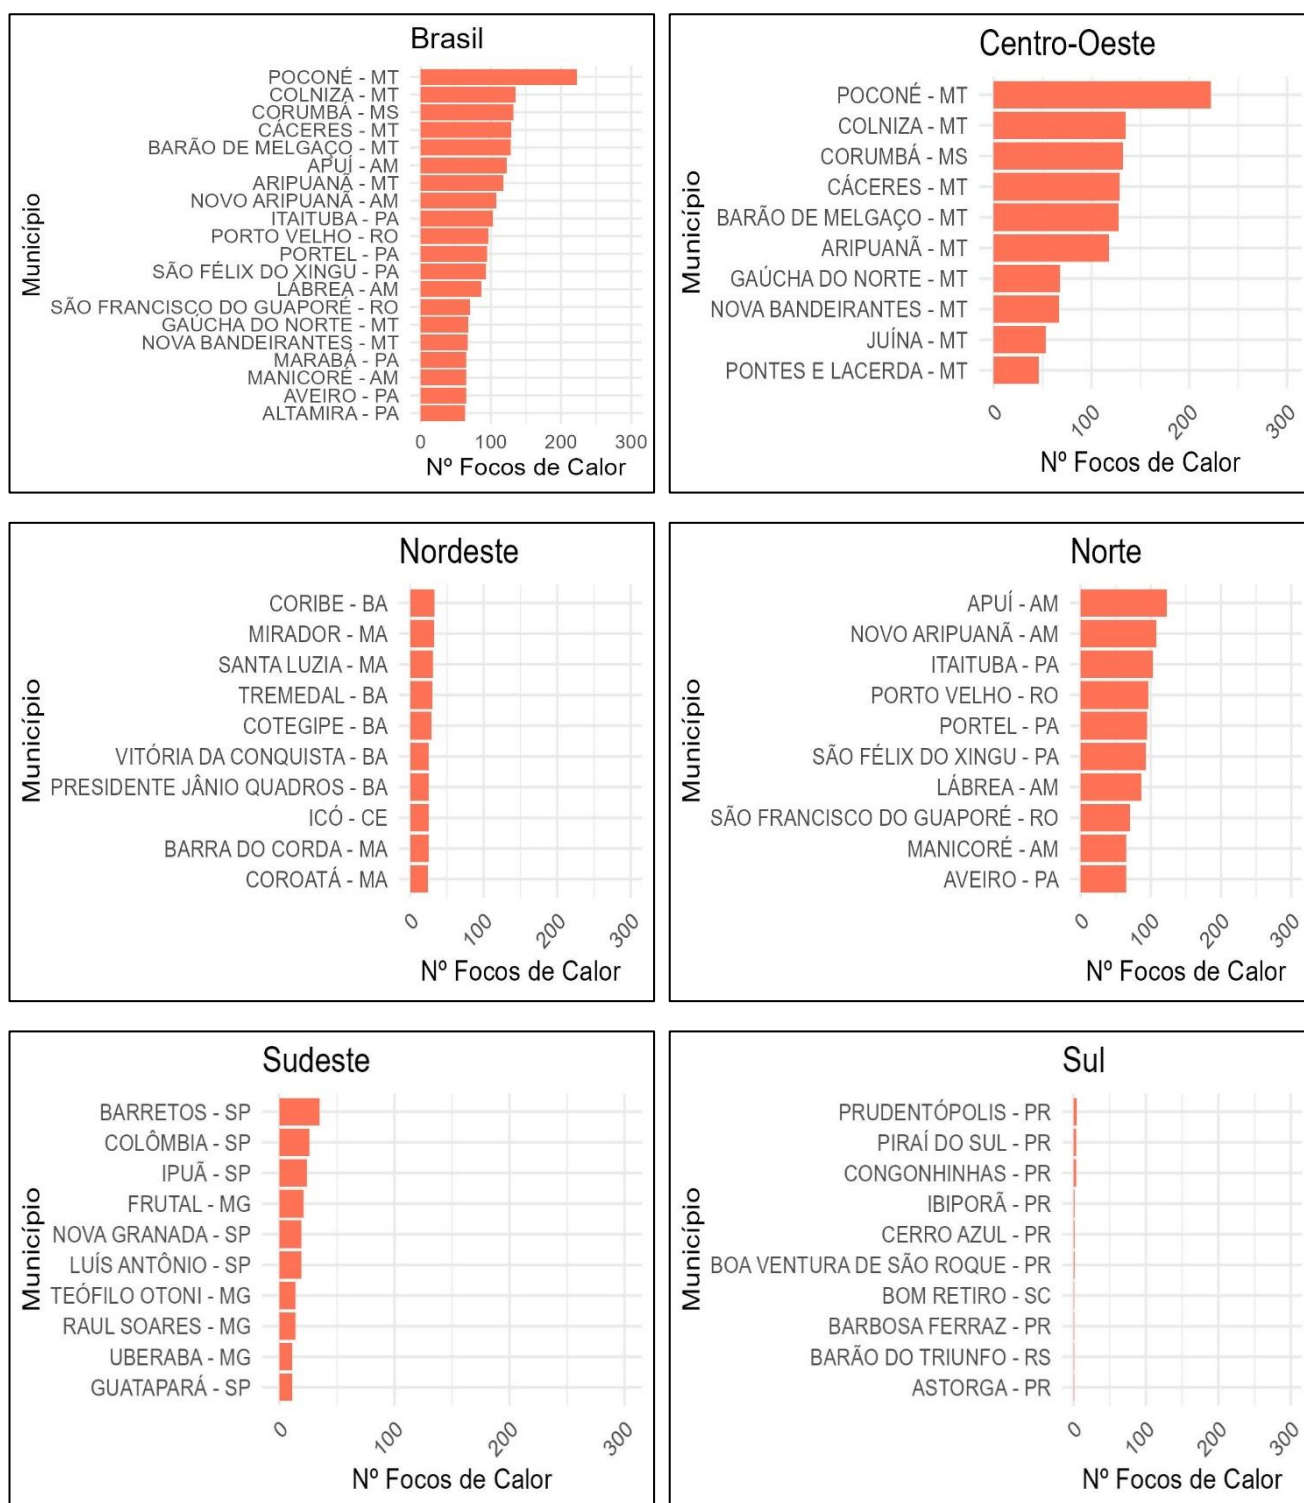 Brasil
Município
POCONÉ - MT
COLNIZA - MT
CORUMBÁ - MS
CÁCERES - MT
BARÃO DE MELGAÇO - MT
APUÍ - AM
ARIPUANÃ - MT
NOVO ARIPUANÃ - AM
ITAITUBA - PA
PORTO VELHO - RO
PORTEL - PA
SÃO FÉLIX DO XINGU - PA
LÁBREA - AM
SÃO FRANCISCO DO GUAPORÉ - RO
GAÚCHA DO NORTE - MT
NOVA BANDEIRANTES - MT
MARABÁ - PA
MANICORÉ - AM
AVEIRO - PA
ALTAMIRA - PA
0 100 200 300
Nº Focos de Calor
Centro-Oeste
Município
POCONÉ - MT
COLNIZA - MT
CORUMBÁ - MS
CÁCERES - MT
BARÃO DE MELGAÇO - MT
ARIPUANÃ - MT
GAÚCHA DO NORTE - MT
NOVA BANDEIRANTES - MT
JUÍNA - MT
PONTES E LACERDA - MT
0 100 200 300
Nº Focos de Calor
Nordeste
Município
CORIBE - BA
MIRADOR - MA
SANTA LUZIA - MA
TREMEDAL - BA
COTEGIPE - BA
VITÓRIA DA CONQUISTA - BA
PRESIDENTE JÂNIO QUADROS - BA
ICÓ - CE
BARRA DO CORDA - MA
COROATÁ - MA
0 100 200 300
Nº Focos de Calor
Norte
Município
APUÍ - AM
NOVO ARIPUANÃ - AM
ITAITUBA - PA
PORTO VELHO - RO
PORTEL - PA
SÃO FÉLIX DO XINGU - PA
LÁBREA - AM
SÃO FRANCISCO DO GUAPORÉ - RO
MANICORÉ - AM
AVEIRO - PA
0 100 200 300
Nº Focos de Calor
Sudeste
Município
BARRETOS - SP
COLÔMBIA - SP
IPUÃ - SP
FRUTAL - MG
NOVA GRANADA - SP
LUÍS ANTÔNIO - SP
TEÓFILO OTONI - MG
RAUL SOARES - MG
UBERABA - MG
GUATAPARÁ - SP
0 100 200 300
Nº Focos de Calor
Sul
Município
PRUDENTÓPOLIS - PR
PIRAÍ DO SUL - PR
CONGONHINHAS - PR
IBIPORÃ - PR
CERRO AZUL - PR
BOA VENTURA DE SÃO ROQUE - PR
BOM RETIRO - SC
BARBOSA FERRAZ - PR
BARÃO DO TRIUNFO - RS
ASTORGA - PR
0 100 200 300
Nº Focos de Calor